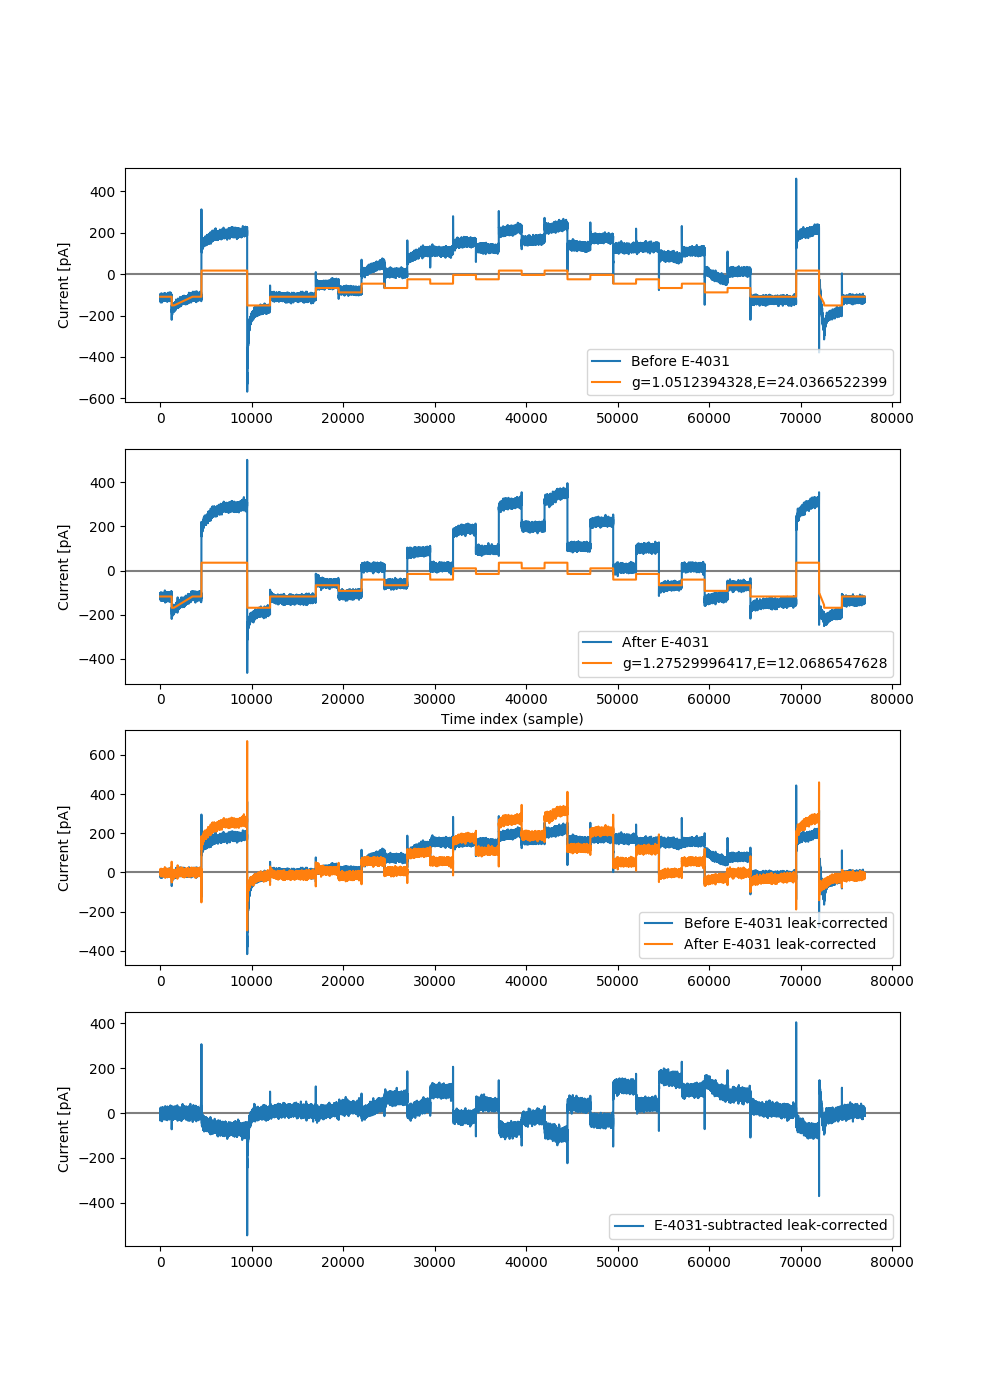 400
200
0
−200
−400
−600
Current [pA]
Before E-4031
g=1.0512394328,E=24.0366522399
0 10000 20000 30000 40000 50000 60000 70000 80000
400
200
0
−200
−400
Current [pA]
After E-4031
g=1.27529996417,E=12.0686547628
0 10000 20000 30000 40000 50000 60000 70000 80000
Time index (sample)
600
400
200
0
−200
−400
Current [pA]
Before E-4031 leak-corrected
After E-4031 leak-corrected
0 10000 20000 30000 40000 50000 60000 70000 80000
400
200
0
−200
−400
Current [pA]
E-4031-subtracted leak-corrected
0 10000 20000 30000 40000 50000 60000 70000 80000